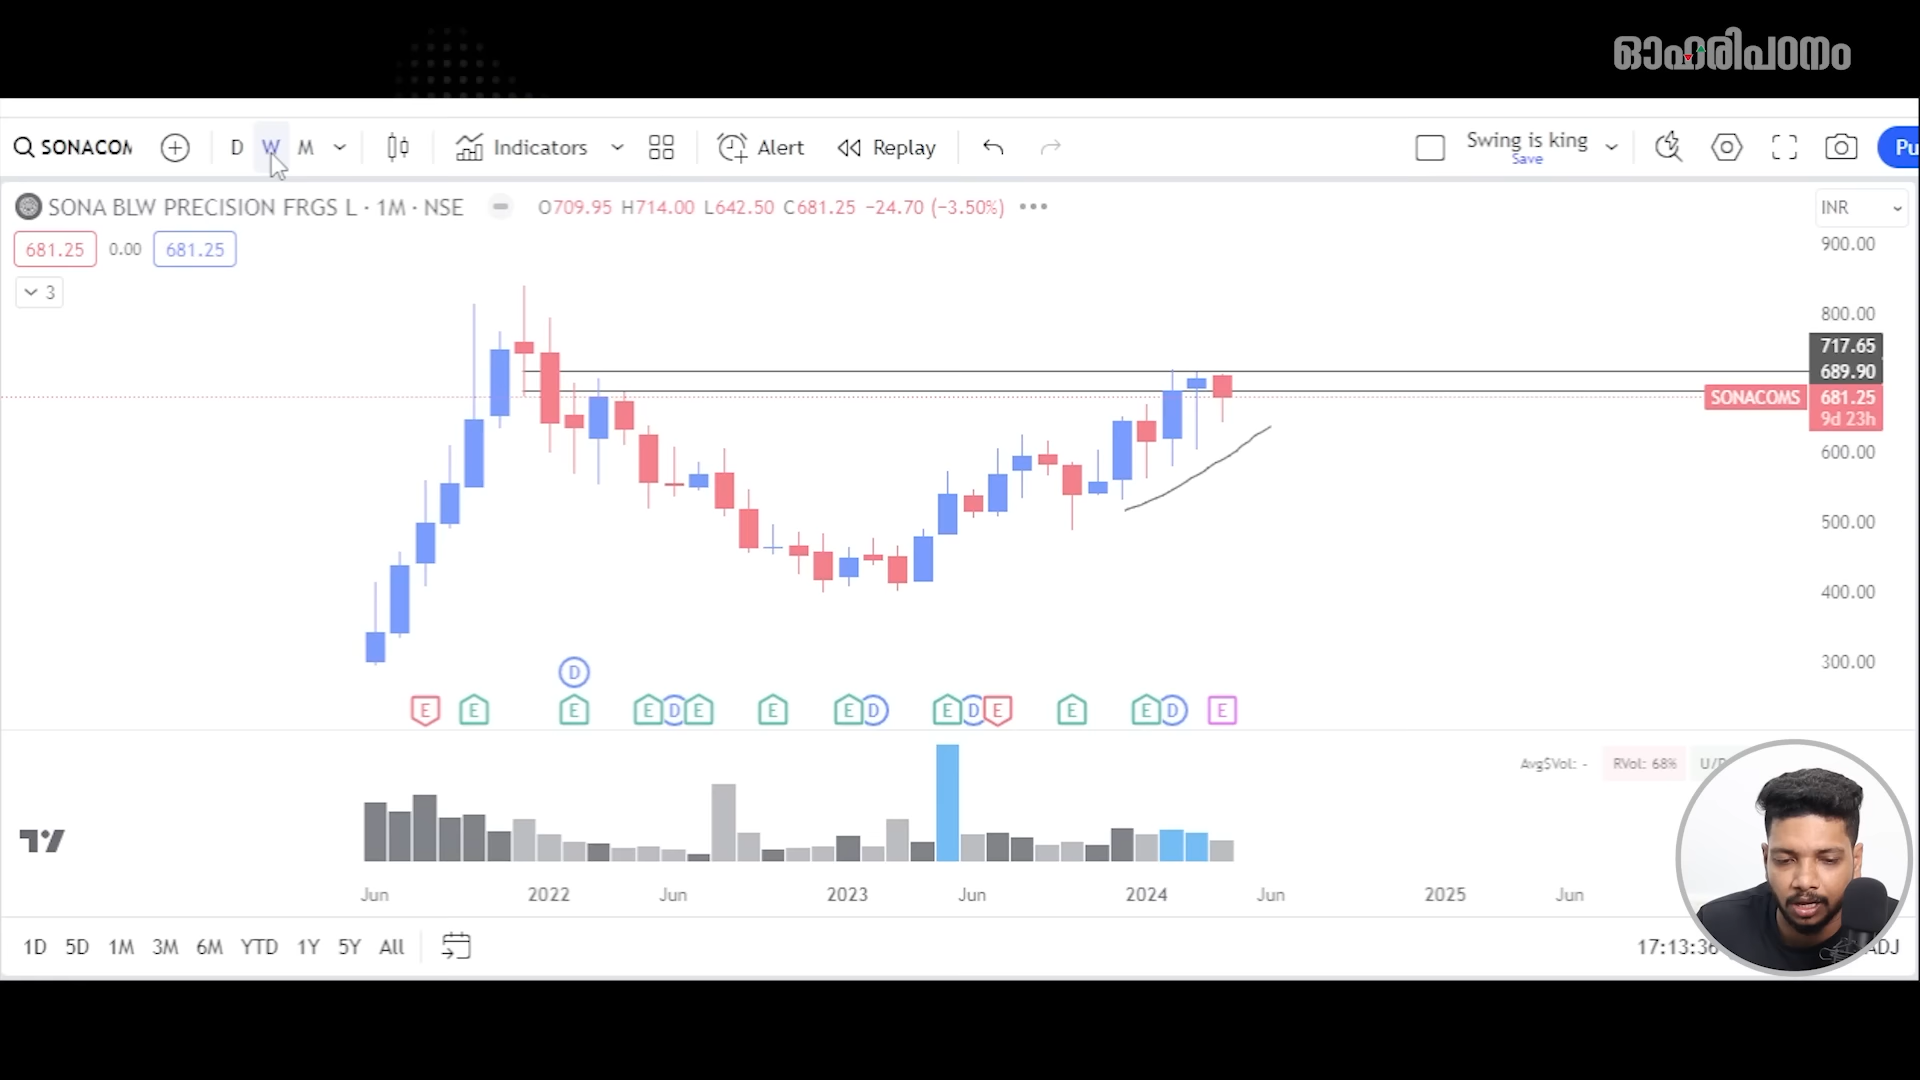 ഓഹരിപഠനം
SONACOM D W M Indicators Alert Replay Swing is king Save Pu
SONA BLW PRECISION FRGS L · 1M · NSE O709.95 H714.00 L642.50 C681.25 −24.70 (−3.50%) INR
681.25 0.00 681.25
3
900.00
800.00
717.65
689.90
SONACOMS 681.25
9d 23h
600.00
500.00
400.00
300.00
D
E E E E D E E E D E D E E E D E
Avg$Vol: - RVol: 68%
Jun 2022 Jun 2023 Jun 2024 Jun 2025 Jun
1D 5D 1M 3M 6M YTD 1Y 5Y All 17:13:36 ADJ